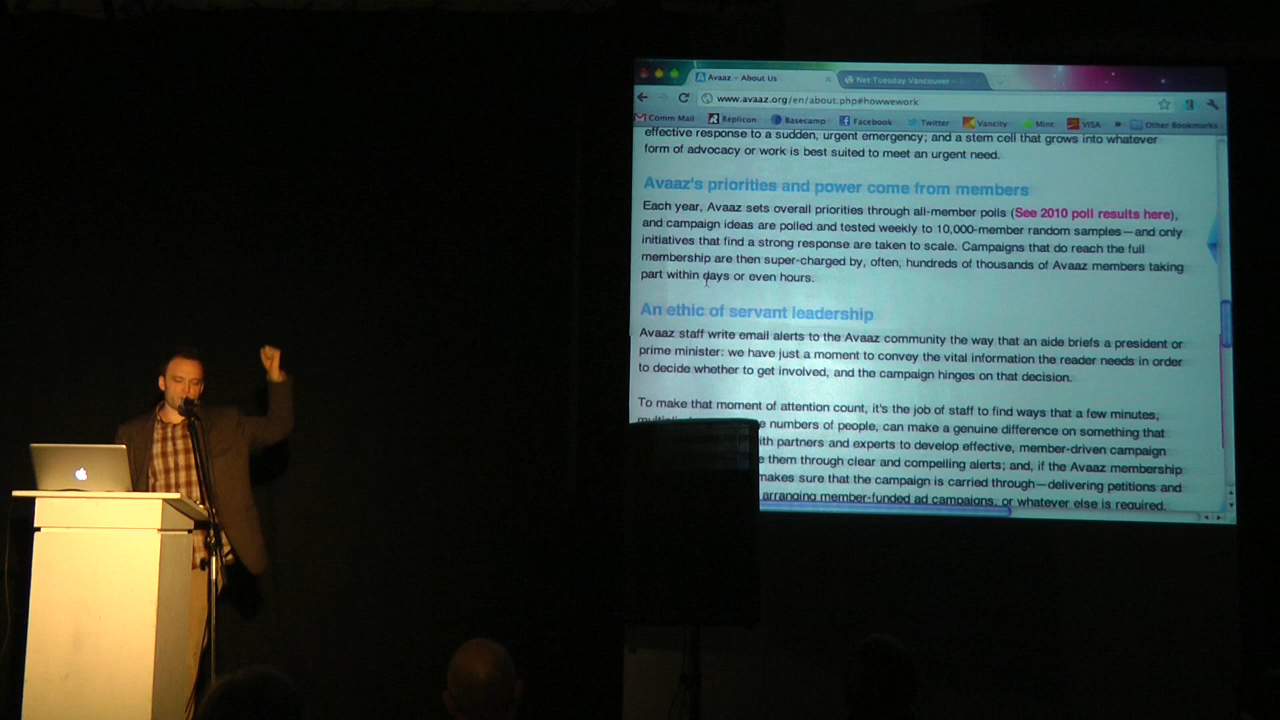 Avaaz - About Us
Net Tuesday Vancouver
www.avaaz.org/en/about.php#howwework
Comm Mail Replicon Basecamp Facebook Twitter Vancity Mint VISA » Other Bookmarks
effective response to a sudden, urgent emergency; and a stem cell that grows into whatever
form of advocacy or work is best suited to meet an urgent need.
Avaaz's priorities and power come from members
Each year, Avaaz sets overall priorities through all-member polls (See 2010 poll results here),
and campaign ideas are polled and tested weekly to 10,000-member random samples—and only
initiatives that find a strong response are taken to scale. Campaigns that do reach the full
membership are then super-charged by, often, hundreds of thousands of Avaaz members taking
part within days or even hours.
An ethic of servant leadership
Avaaz staff write email alerts to the Avaaz community the way that an aide briefs a president or
prime minister: we have just a moment to convey the vital information the reader needs in order
to decide whether to get involved, and the campaign hinges on that decision.
To make that moment of attention count, it's the job of staff to find ways that a few minutes,
numbers of people, can make a genuine difference on something that
ith partners and experts to develop effective, member-driven campaign
them through clear and compelling alerts; and, if the Avaaz membership
makes sure that the campaign is carried through—delivering petitions and
arranging member-funded ad campaigns, or whatever else is required.